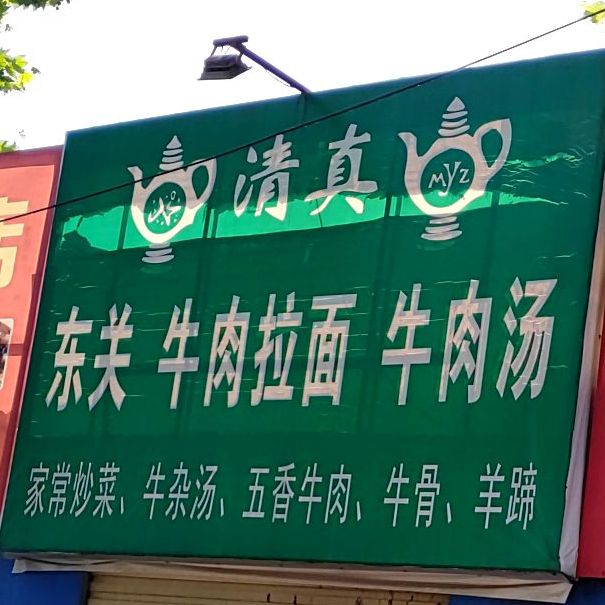 清真
myz
东关 牛肉拉面 牛肉汤
家常炒菜、牛杂汤、五香牛肉、牛骨、羊蹄